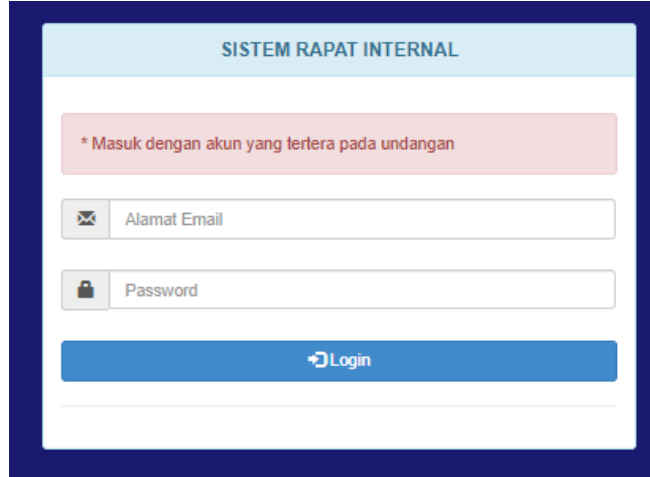 SISTEM RAPAT INTERNAL
* Masuk dengan akun yang tertera pada undangan
Alamat Email
Password
Login